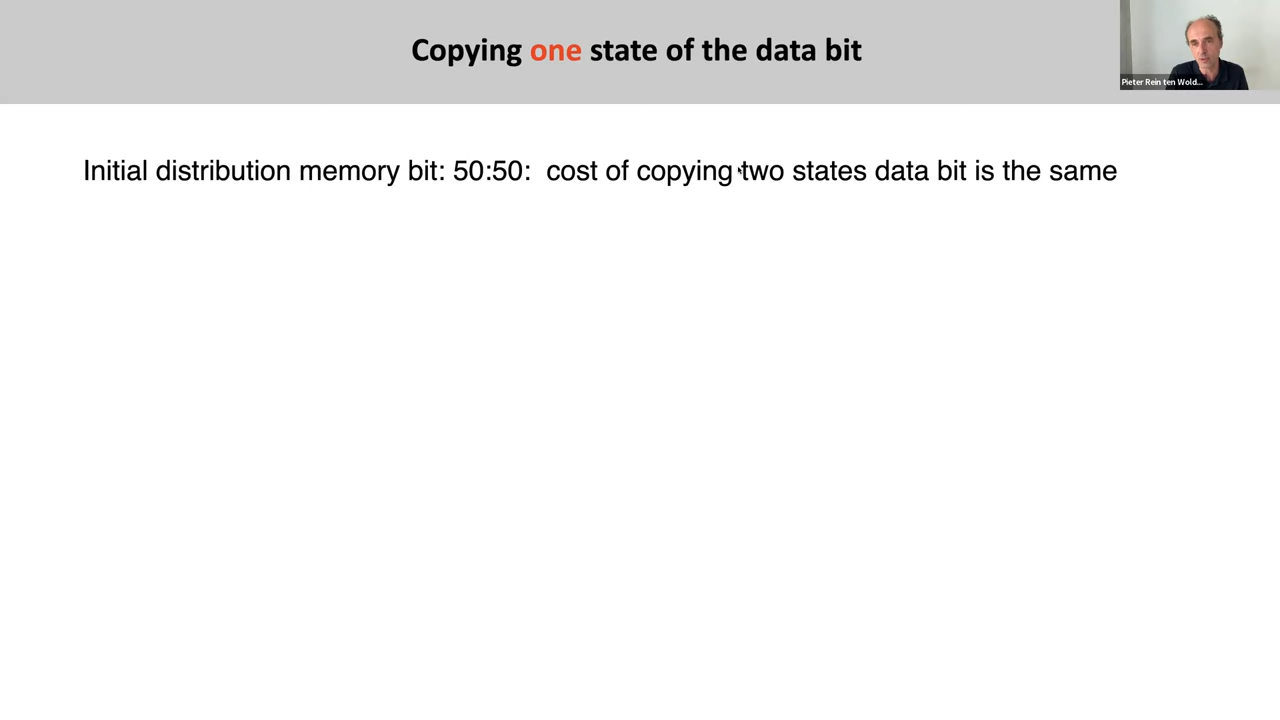 Copying one state of the data bit
Pieter Rein ten Wold...
Initial distribution memory bit: 50:50:  cost of copying two states data bit is the same